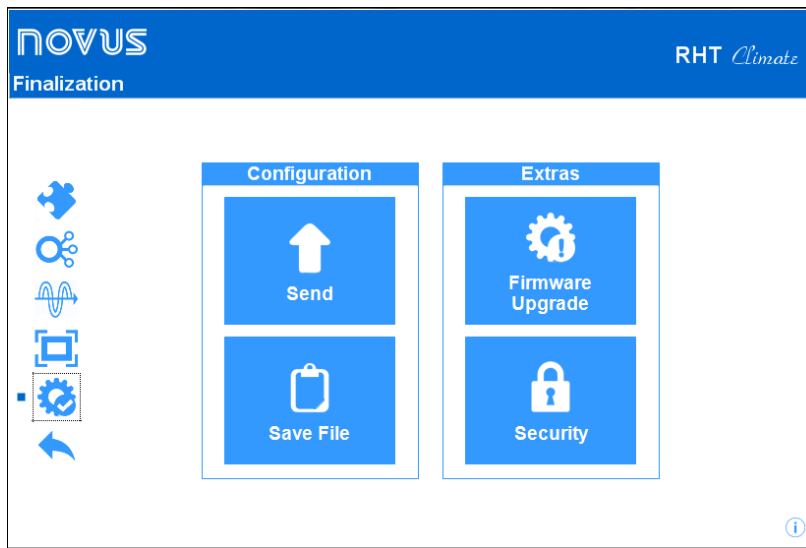 NOVUS
RHT Climate
Finalization
Configuration
Extras
Send
Firmware
Upgrade
Save File
Security